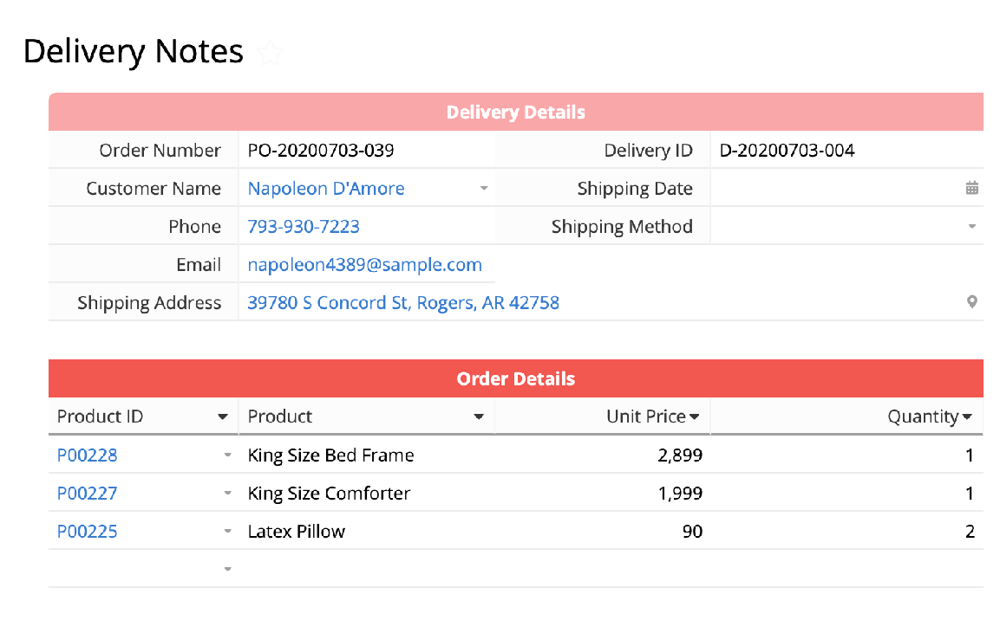 Delivery Notes
Delivery Details
Order Number PO-20200703-039 Delivery ID D-20200703-004
Customer Name Napoleon D'Amore Shipping Date
Phone 793-930-7223 Shipping Method
Email napoleon4389@sample.com
Shipping Address 39780 S Concord St, Rogers, AR 42758
Order Details
Product ID Product Unit Price Quantity
P00228 King Size Bed Frame 2,899 1
P00227 King Size Comforter 1,999 1
P00225 Latex Pillow 90 2